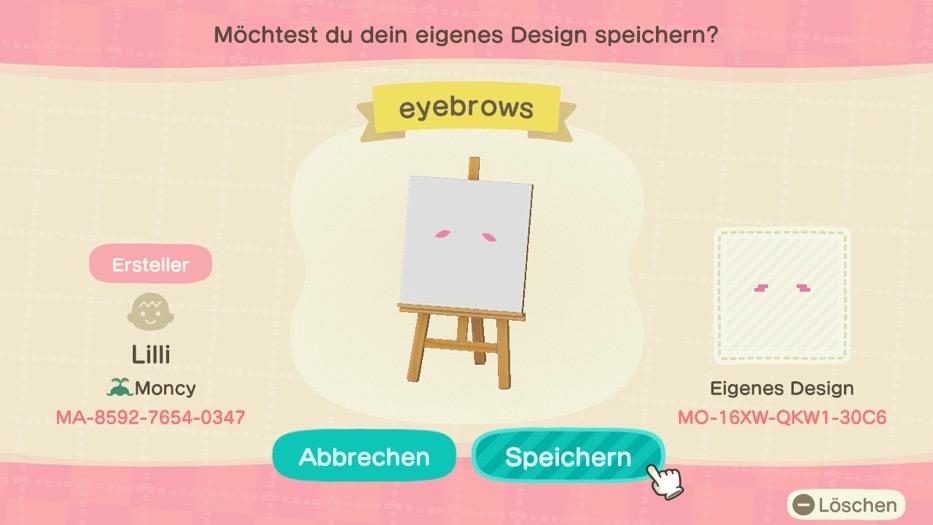 Möchtest du dein eigenes Design speichern?
eyebrows
Ersteller
Lilli
Moncy
MA-8592-7654-0347
Eigenes Design
MO-16XW-QKW1-30C6
Abbrechen
Speichern
Löschen